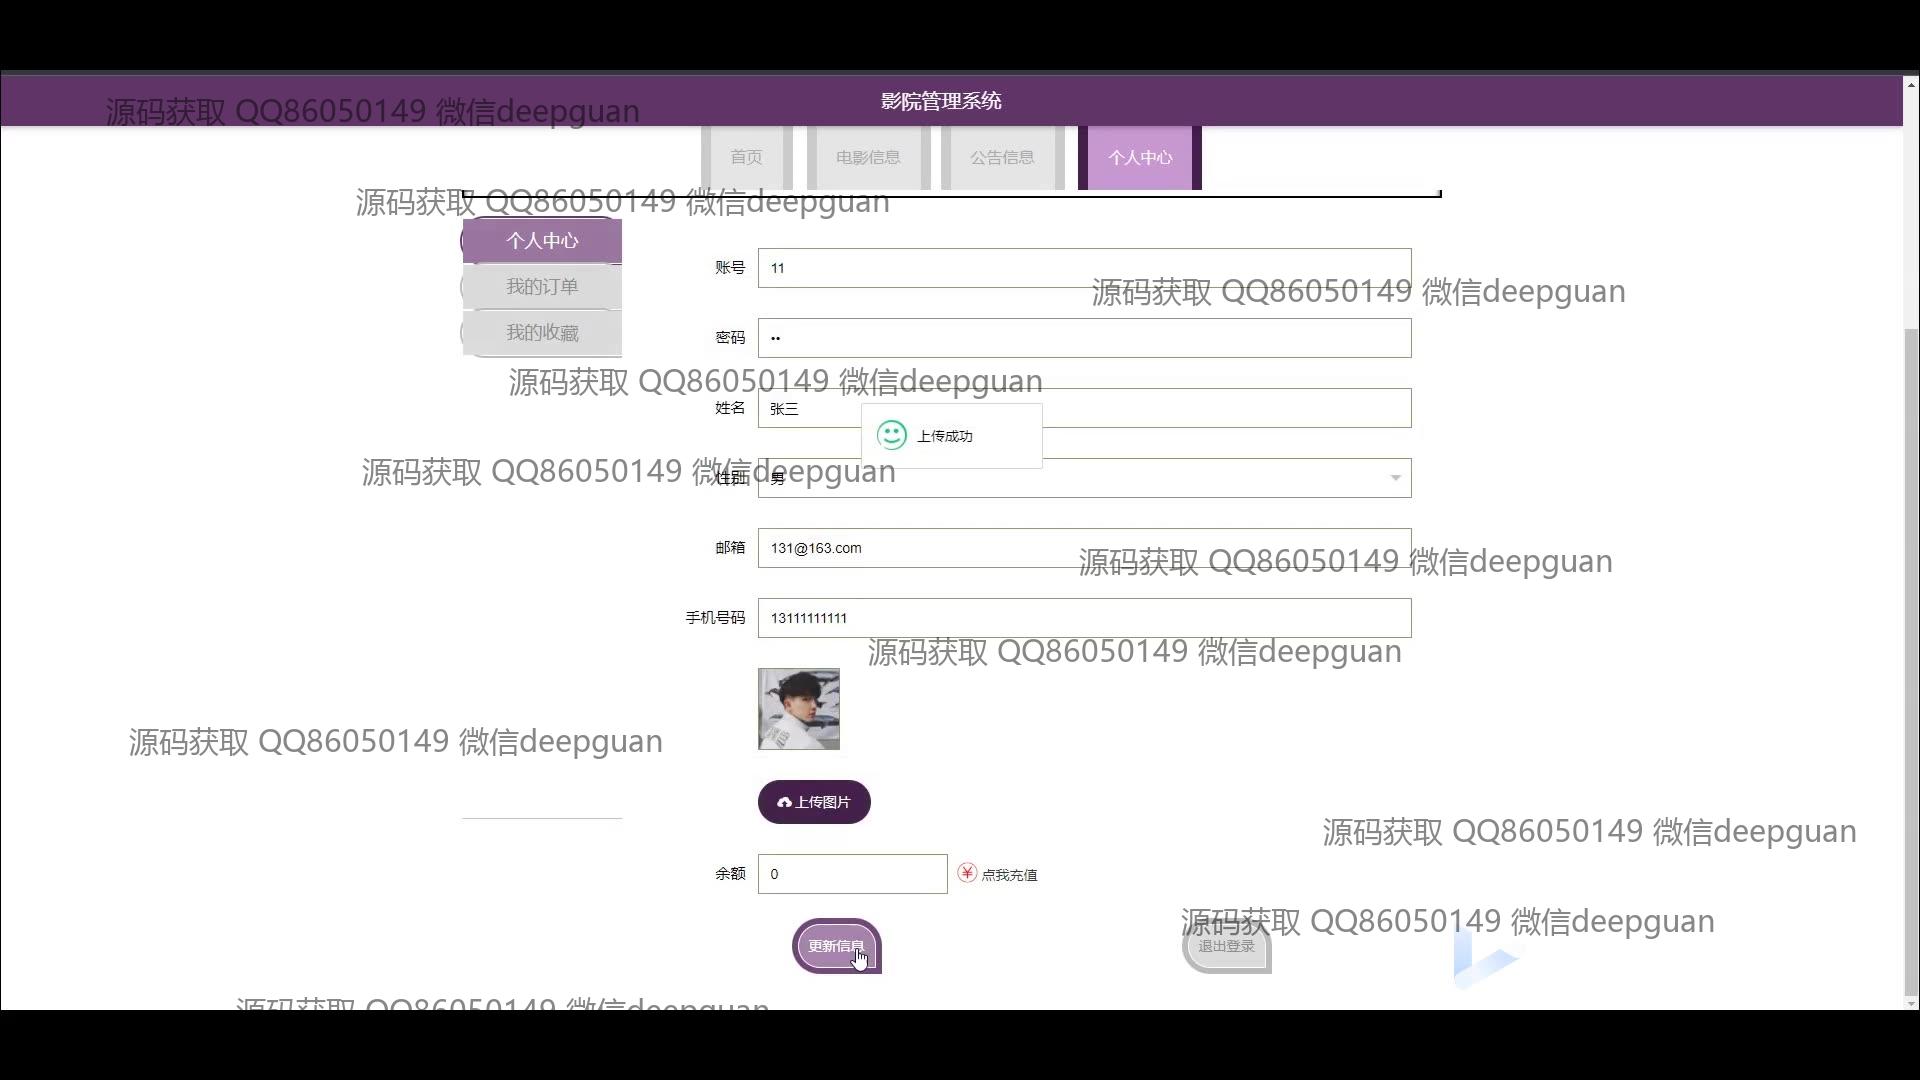 影院管理系统
源码获取 QQ86050149 微信deepguan
首页
电影信息
公告信息
个人中心
源码获取 QQ86050149 微信deepguan
个人中心
我的订单
我的收藏
账号
11
源码获取 QQ86050149 微信deepguan
密码
••
源码获取 QQ86050149 微信deepguan
姓名
张三
上传成功
源码获取 QQ86050149 微信deepguan
性别
男
邮箱
131@163.com
源码获取 QQ86050149 微信deepguan
手机号码
13111111111
源码获取 QQ86050149 微信deepguan
源码获取 QQ86050149 微信deepguan
上传图片
源码获取 QQ86050149 微信deepguan
余额
0
点我充值
源码获取 QQ86050149 微信deepguan
更新信息
退出登录
源码获取 QQ86050149 微信deepguan